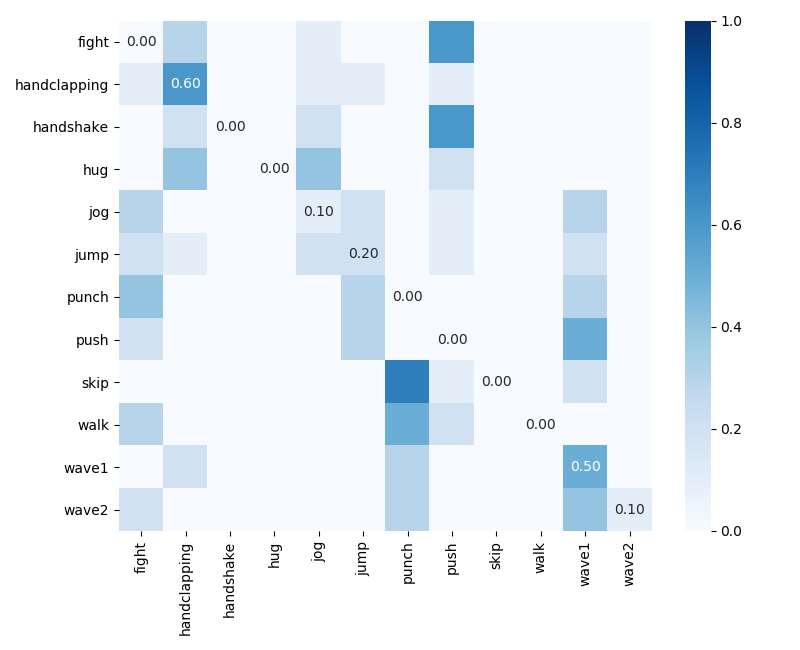 1.0
fight 0.00
handclapping 0.60
0.8
handshake 0.00
hug 0.00
0.6
jog 0.10
jump 0.20
0.4
punch 0.00
push 0.00
skip 0.00
0.2
walk 0.00
wave1 0.50
wave2 0.10
0.0
fight
handclapping
handshake
hug
jog
jump
punch
push
skip
walk
wave1
wave2